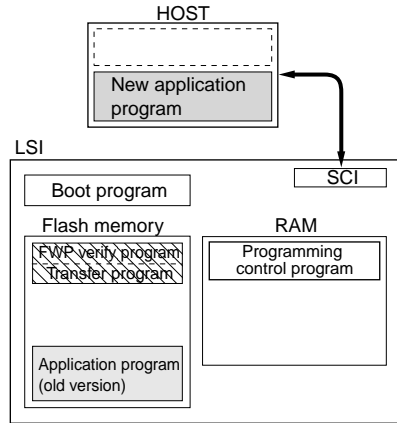 HOST
New application
program
LSI
SCI
Boot program
Flash memory
RAM
FWP verify program
Transfer program
Programming
control program
Application program
(old version)